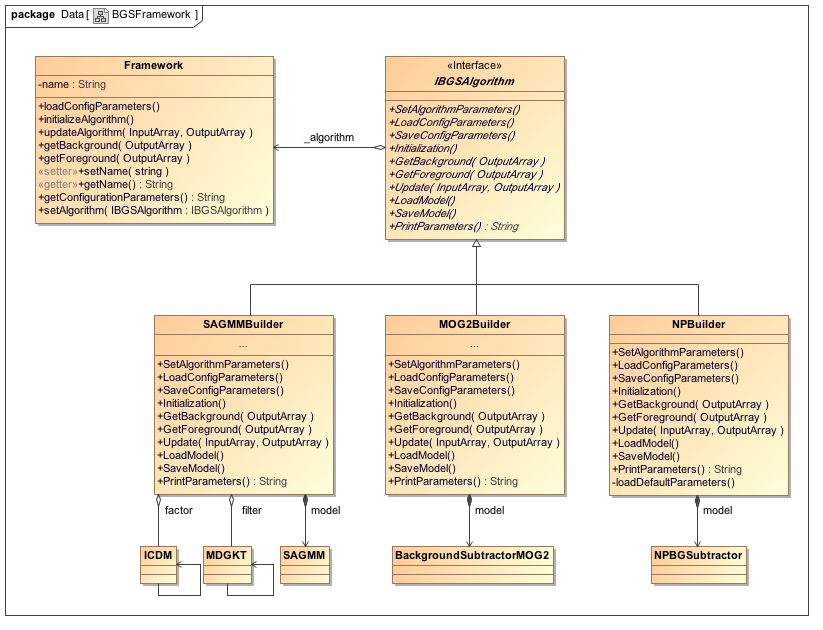 package Data[ BGSFramework ]
Framework
-name : String
+loadConfigParameters()
+initializeAlgorithm()
+updateAlgorithm( InputArray, OutputArray )
+getBackground( OutputArray )
+getForeground( OutputArray )
«setter»+setName( string )
«getter»+getName() : String
+getConfigurationParameters() : String
+setAlgorithm( IBGSAlgorithm : IBGSAlgorithm )
_algorithm
«Interface»
IBGSAlgorithm
+SetAlgorithmParameters()
+LoadConfigParameters()
+SaveConfigParameters()
+Initialization()
+GetBackground( OutputArray )
+GetForeground( OutputArray )
+Update( InputArray, OutputArray )
+LoadModel()
+SaveModel()
+PrintParameters() : String
SAGMMBuilder
...
+SetAlgorithmParameters()
+LoadConfigParameters()
+SaveConfigParameters()
+Initialization()
+GetBackground( OutputArray )
+GetForeground( OutputArray )
+Update( InputArray, OutputArray )
+LoadModel()
+SaveModel()
+PrintParameters() : String
MOG2Builder
...
+SetAlgorithmParameters()
+LoadConfigParameters()
+SaveConfigParameters()
+Initialization()
+GetBackground( OutputArray )
+GetForeground( OutputArray )
+Update( InputArray, OutputArray )
+LoadModel()
+SaveModel()
+PrintParameters() : String
NPBuilder
+SetAlgorithmParameters()
+LoadConfigParameters()
+SaveConfigParameters()
+Initialization()
+GetBackground( OutputArray )
+GetForeground( OutputArray )
+Update( InputArray, OutputArray )
+LoadModel()
+SaveModel()
+PrintParameters() : String
-loadDefaultParameters()
factor
filter
model
model
model
ICDM
MDGKT
SAGMM
BackgroundSubtractorMOG2
NPBGSubtractor